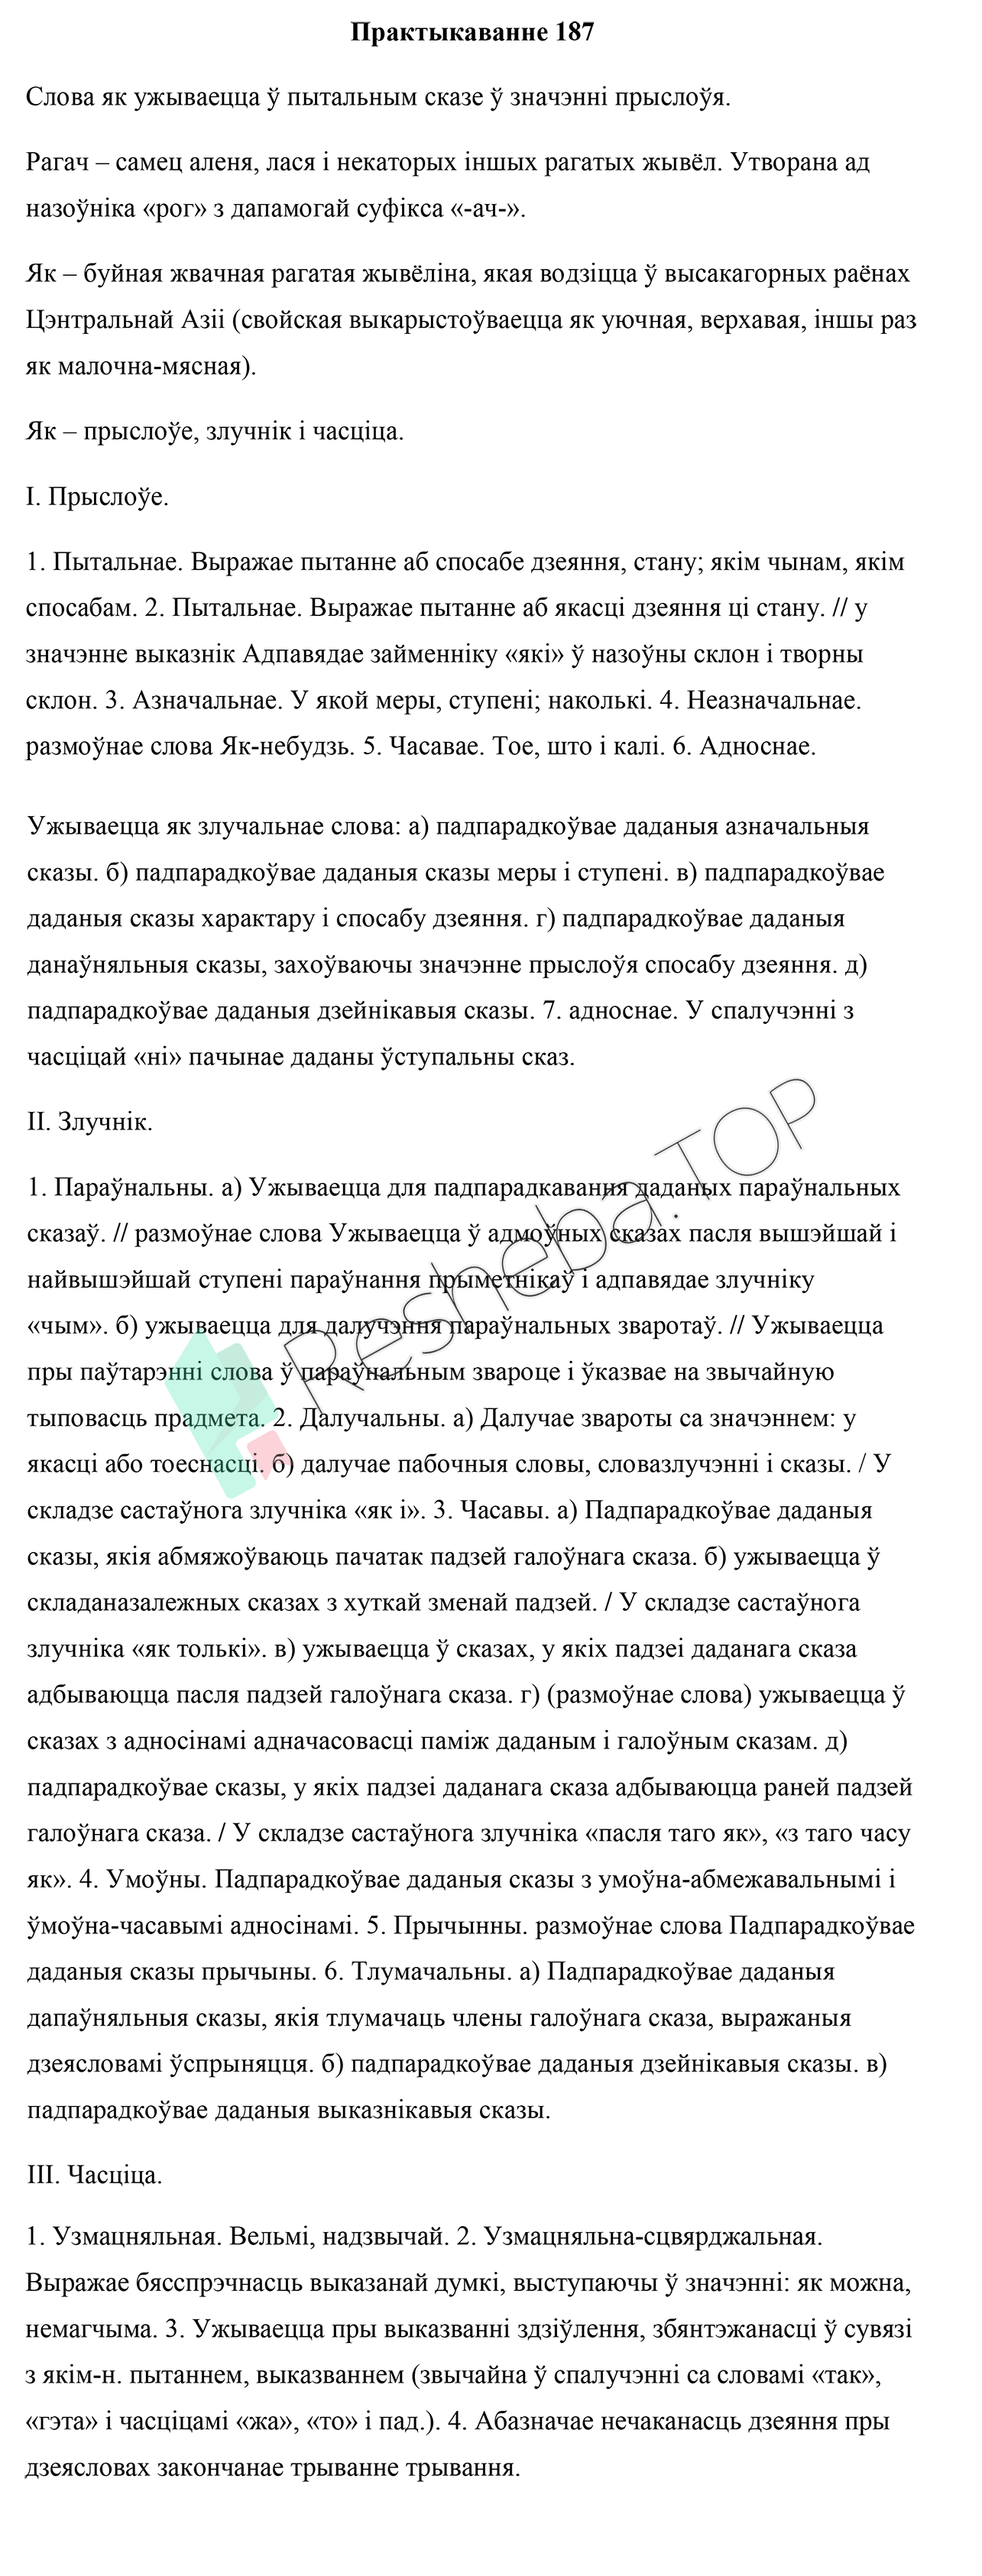 Практыкаванне 187
Слова як ужываецца ў пытальным сказе ў значэнні прыслоўя.
Рагач – самец аленя, лася і некаторых іншых рагатых жывёл. Утворана ад
назоўніка «рог» з дапамогай суфікса «-ач-».
Як – буйная жвачная рагатая жывёліна, якая водзіцца ў высакагорных раёнах
Цэнтральнай Азіі (свойская выкарыстоўваецца як уючная, верхавая, іншы раз
як малочна-мясная).
Як – прыслоўе, злучнік і часціца.
І. Прыслоўе.
1. Пытальнае. Выражае пытанне аб спосабе дзеяння, стану; якім чынам, якім
спосабам. 2. Пытальнае. Выражае пытанне аб якасці дзеяння ці стану. // у
значэнне выказнік Адпавядае займенніку «які» ў назоўны склон і творны
склон. 3. Азначальнае. У якой меры, ступені; наколькі. 4. Неазначальнае.
размоўнае слова Як-небудзь. 5. Часавае. Тое, што і калі. 6. Адноснае.
Ужываецца як злучальнае слова: а) падпарадкоўвае даданыя азначальныя
сказы. б) падпарадкоўвае даданыя сказы меры і ступені. в) падпарадкоўвае
даданыя сказы характару і спосабу дзеяння. г) падпарадкоўвае даданыя
данаўняльныя сказы, захоўваючы значэнне прыслоўя спосабу дзеяння. д)
падпарадкоўвае даданыя дзейнікавыя сказы. 7. адноснае. У спалучэнні з
часціцай «ні» пачынае даданы ўступальны сказ.
ІІ. Злучнік.
1. Параўнальны. а) Ужываецца для падпарадкавання даданых параўнальных
сказаў. // размоўнае слова Ужываецца ў адмоўных сказах пасля вышэйшай і
найвышэйшай ступені параўнання прыметнікаў і адпавядае злучніку
«чым». б) ужываецца для далучэння параўнальных зваротаў. // Ужываецца
пры паўтарэнні слова ў параўнальным звароце і ўказвае на звычайную
тыповасць прадмета. 2. Далучальны. а) Далучае звароты са значэннем: у
якасці або тоеснасці. б) далучае пабочныя словы, словазлучэнні і сказы. / У
складзе састаўнога злучніка «як і». 3. Часавы. а) Падпарадкоўвае даданыя
сказы, якія абмяжоўваюць пачатак падзей галоўнага сказа. б) ужываецца ў
складаназалежных сказах з хуткай зменай падзей. / У складзе састаўнога
злучніка «як толькі». в) ужываецца ў сказах, у якіх падзеі даданага сказа
адбываюцца пасля падзей галоўнага сказа. г) (размоўнае слова) ужываецца ў
сказах з адносінамі адначасовасці паміж даданым і галоўным сказам. д)
падпарадкоўвае сказы, у якіх падзеі даданага сказа адбываюцца раней падзей
галоўнага сказа. / У складзе састаўнога злучніка «пасля таго як», «з таго часу
як». 4. Умоўны. Падпарадкоўвае даданыя сказы з умоўна-абмежавальнымі і
ўмоўна-часавымі адносінамі. 5. Прычынны. размоўнае слова Падпарадкоўвае
даданыя сказы прычыны. 6. Тлумачальны. а) Падпарадкоўвае даданыя
дапаўняльныя сказы, якія тлумачаць члены галоўнага сказа, выражаныя
дзеясловамі ўспрыняцця. б) падпарадкоўвае даданыя дзейнікавыя сказы. в)
падпарадкоўвае даданыя выказнікавыя сказы.
ІІІ. Часціца.
1. Узмацняльная. Вельмі, надзвычай. 2. Узмацняльна-сцвярджальная.
Выражае бясспрэчнасць выказанай думкі, выступаючы ў значэнні: як можна,
немагчыма. 3. Ужываецца пры выказванні здзіўлення, збянтэжанасці ў сувязі
з якім-н. пытаннем, выказваннем (звычайна ў спалучэнні са словамі «так»,
«гэта» і часціцамі «жа», «то» і пад.). 4. Абазначае нечаканасць дзеяння пры
дзеясловах закончанае трыванне трывання.
Resheba.TOP